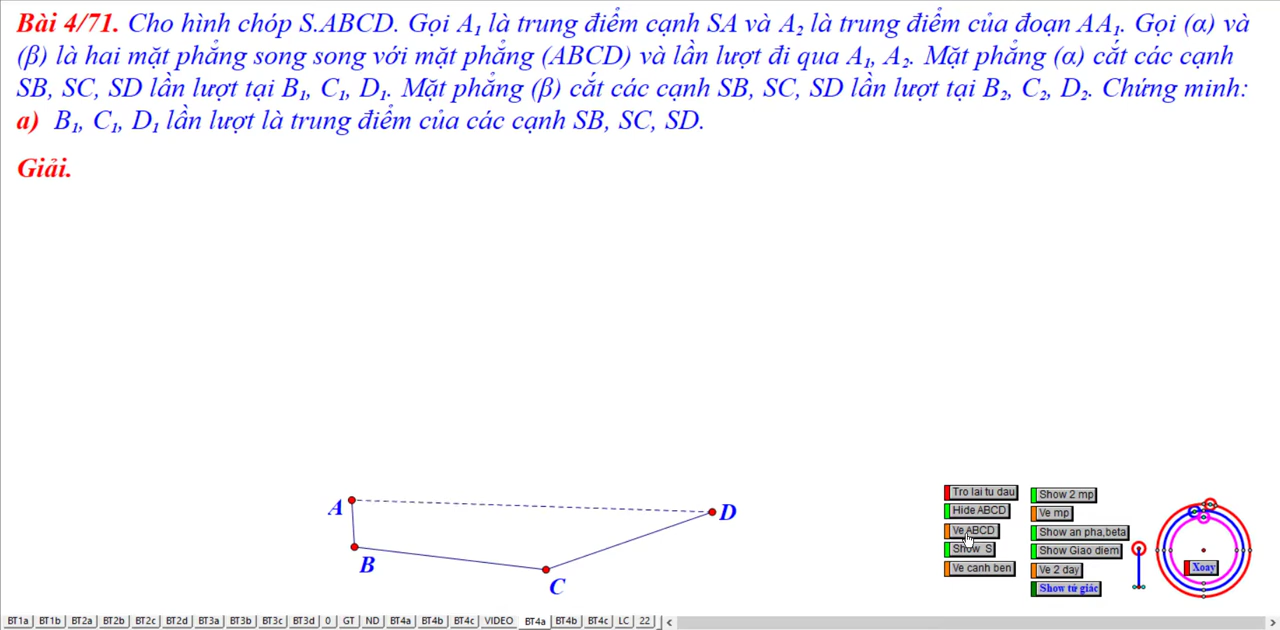 Bài 4/71. Cho hình chóp S.ABCD. Gọi A₁ là trung điểm cạnh SA và A₂ là trung điểm của đoạn AA₁. Gọi (α) và
(β) là hai mặt phẳng song song với mặt phẳng (ABCD) và lần lượt đi qua A₁, A₂. Mặt phẳng (α) cắt các cạnh
SB, SC, SD lần lượt tại B₁, C₁, D₁. Mặt phẳng (β) cắt các cạnh SB, SC, SD lần lượt tại B₂, C₂, D₂. Chứng minh:
a) B₁, C₁, D₁ lần lượt là trung điểm của các cạnh SB, SC, SD.
Giải.
A
D
B
C
Tro lai tu dau
Hide ABCD
Ve ABCD
Show S
Ve canh ben
Show 2 mp
Ve mp
Show an pha,beta
Show Giao diem
Ve 2 day
Show tứ giác
Xoay
BT1a BT1b BT2a BT2b BT2c BT2d BT3a BT3b BT3c BT3d 0 GT ND BT4a BT4b BT4c VIDEO BT4a BT4b BT4c LC 22